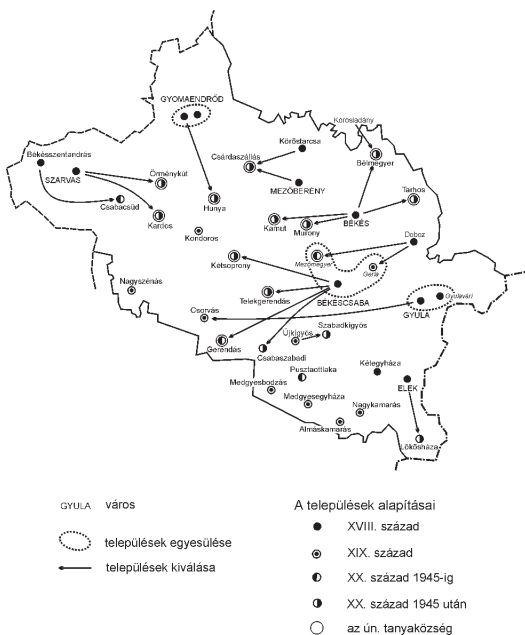 GYOMAENDRŐD
Körösladány
Köröstarcsa
Békésszentandrás
Csárdaszállás
Bélmegyer
SZARVAS
Örménykút
MEZŐBERÉNY
Tarhos
Csabacsűd
Hunya
Kardos
Kamut
Murony
BÉKÉS
Kondoros
Doboz
Kétsoprony
Mezőmegyer
Gerla
Nagyszénás
Telekgerendás
BÉKÉSCSABA
Gyulavári
GYULA
Csorvás
Szabadkígyós
Újkígyós
Gerendás
Csabaszabadi
Pusztaottlaka
Kétegyháza
ELEK
Medgyesbodzás
Medgyesegyháza
Nagykamarás
Almáskamarás
Lőkösháza
GYULA város
települések egyesülése
települések kiválása
A települések alapításai
XVIII. század
XIX. század
XX. század 1945-ig
XX. század 1945 után
az ún. tanyaközség